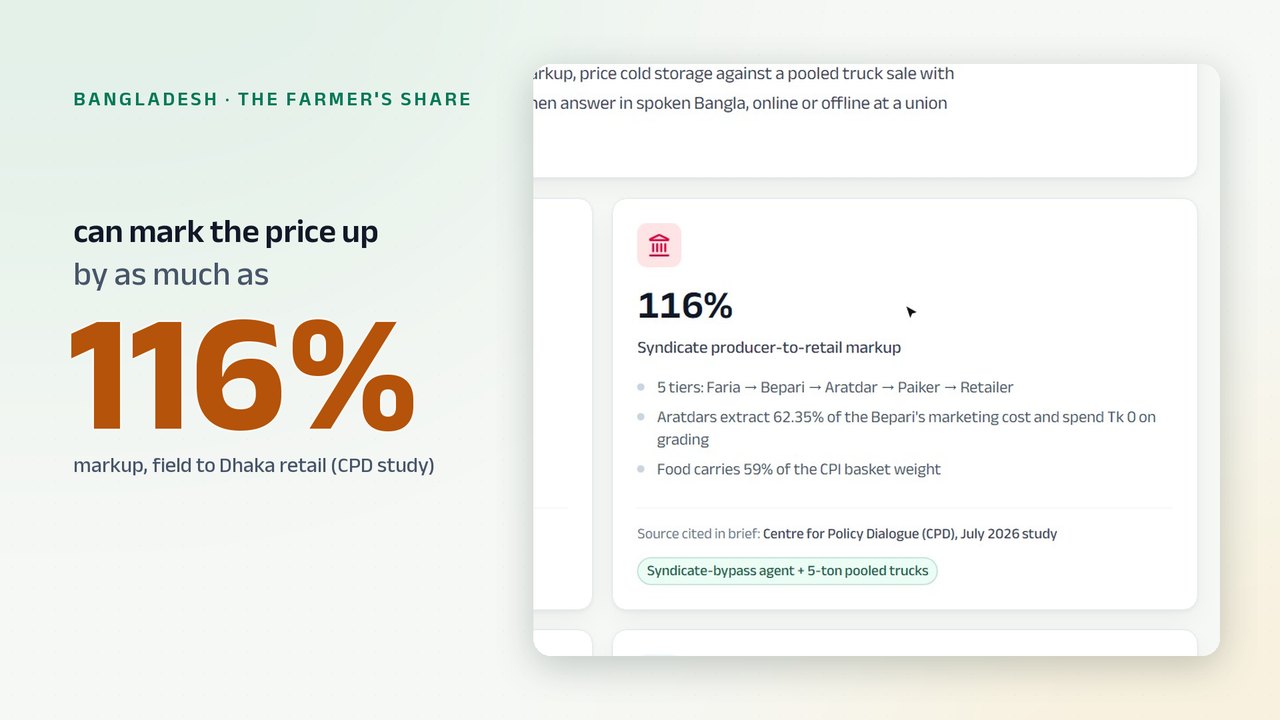 BANGLADESH · THE FARMER'S SHARE
can mark the price up
by as much as
116%
markup, field to Dhaka retail (CPD study)
markup, price cold storage against a pooled truck sale with
answer in spoken Bangla, online or offline at a union
116%
Syndicate producer-to-retail markup
5 tiers: Faria → Bepari → Aratdar → Paiker → Retailer
Aratdars extract 62.35% of the Bepari's marketing cost and spend Tk 0 on
grading
Food carries 59% of the CPI basket weight
Source cited in brief: Centre for Policy Dialogue (CPD), July 2026 study
Syndicate-bypass agent + 5-ton pooled trucks